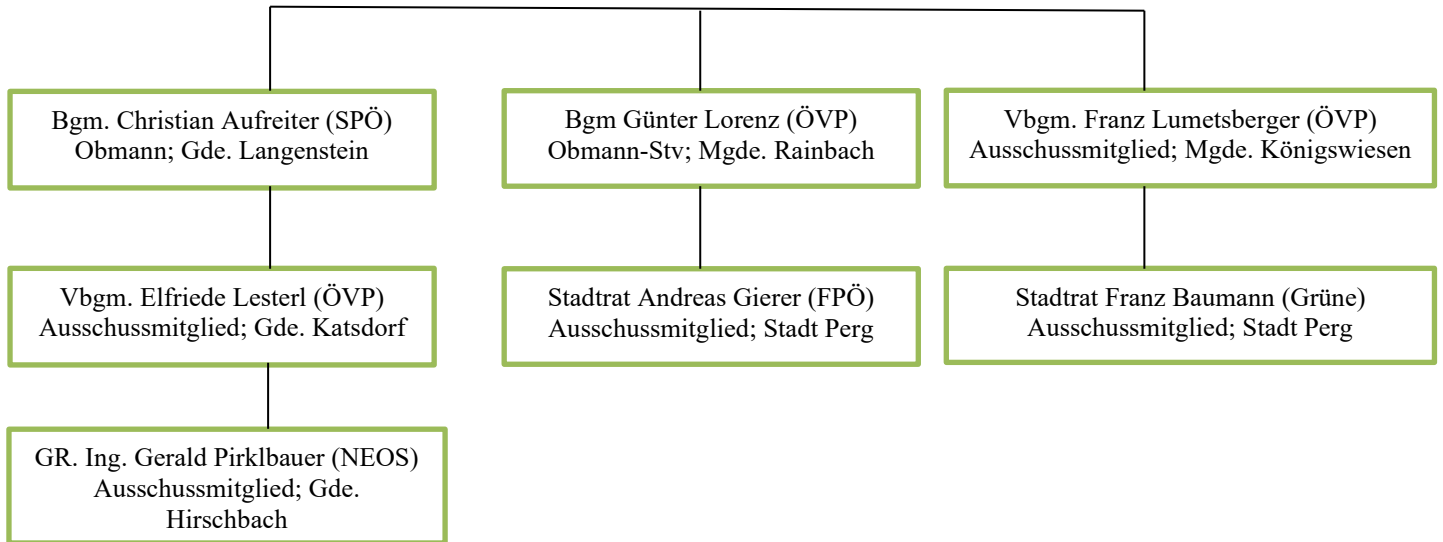 Bgm. Christian Aufreiter (SPÖ)
Obmann; Gde. Langenstein
Bgm Günter Lorenz (ÖVP)
Obmann-Stv; Mgde. Rainbach
Vbgm. Franz Lumetsberger (ÖVP)
Ausschussmitglied; Mgde. Königswiesen
Vbgm. Elfriede Lesterl (ÖVP)
Ausschussmitglied; Gde. Katsdorf
Stadtrat Andreas Gierer (FPÖ)
Ausschussmitglied; Stadt Perg
Stadtrat Franz Baumann (Grüne)
Ausschussmitglied; Stadt Perg
GR. Ing. Gerald Pirklbauer (NEOS)
Ausschussmitglied; Gde.
Hirschbach